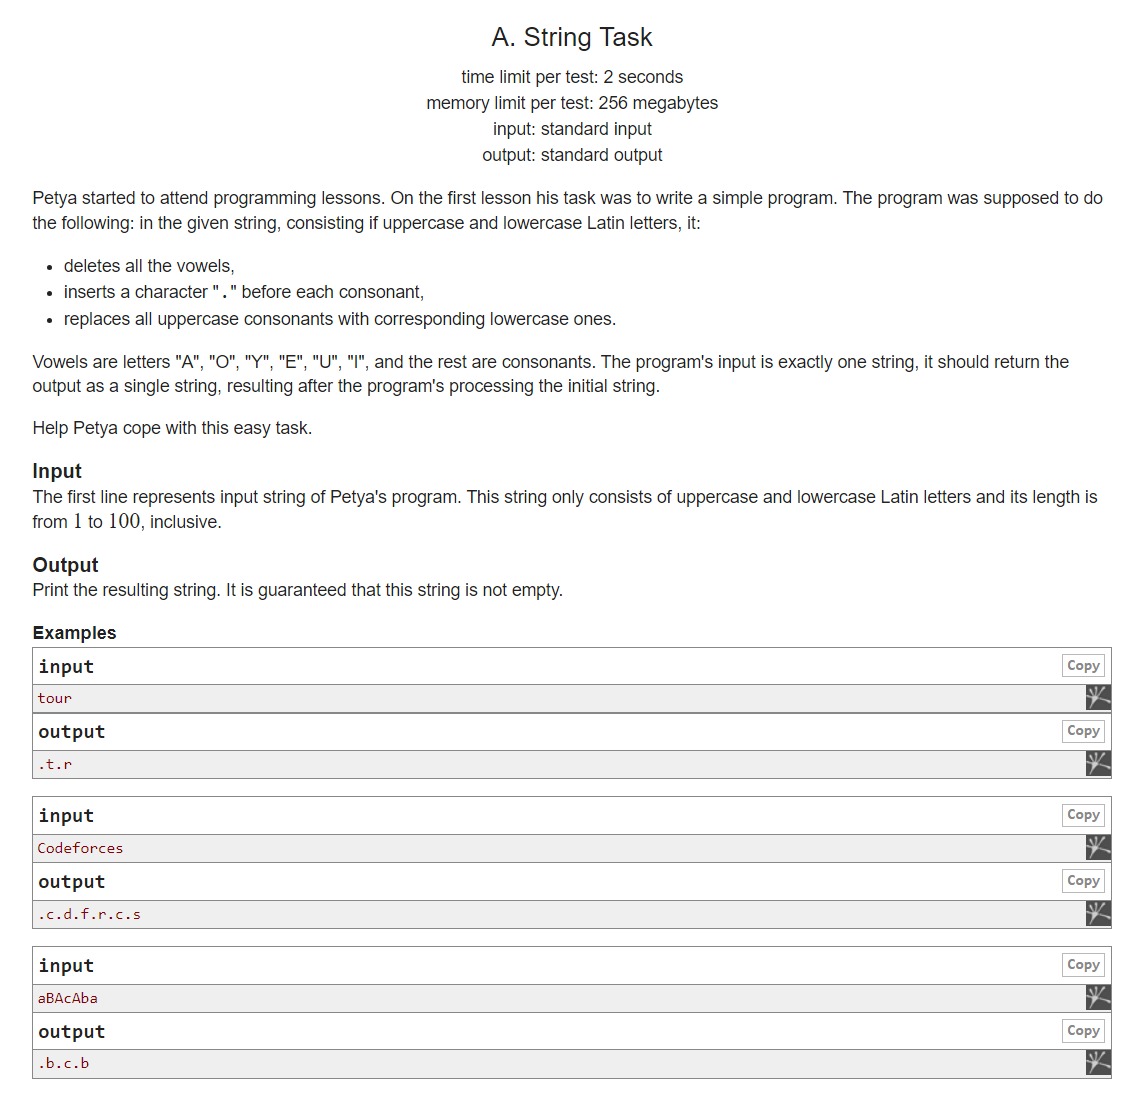 A. String Task
time limit per test: 2 seconds
memory limit per test: 256 megabytes
input: standard input
output: standard output
Petya started to attend programming lessons. On the first lesson his task was to write a simple program. The program was supposed to do
the following: in the given string, consisting if uppercase and lowercase Latin letters, it:
• deletes all the vowels,
• inserts a character "." before each consonant,
• replaces all uppercase consonants with corresponding lowercase ones.
Vowels are letters "A", "O", "Y", "E", "U", "I", and the rest are consonants. The program's input is exactly one string, it should return the
output as a single string, resulting after the program's processing the initial string.
Help Petya cope with this easy task.
Input
The first line represents input string of Petya's program. This string only consists of uppercase and lowercase Latin letters and its length is
from 1 to 100, inclusive.
Output
Print the resulting string. It is guaranteed that this string is not empty.
Examples
input Copy
tour
output Copy
.t.r
input Copy
Codeforces
output Copy
.c.d.f.r.c.s
input Copy
aBAcAba
output Copy
.b.c.b